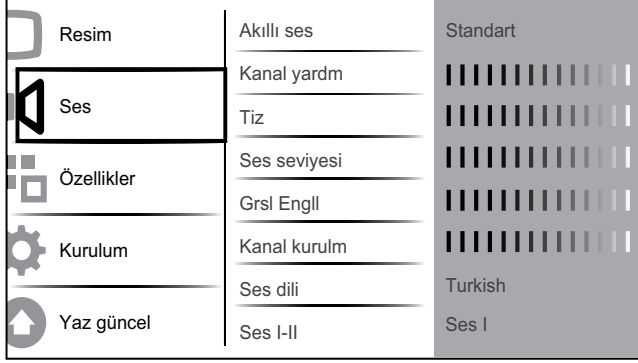 Resim
Ses
Özellikler
Kurulum
Yaz güncel
Akıllı ses
Kanal yardm
Tiz
Ses seviyesi
Grsl Engll
Kanal kurulm
Ses dili
Ses I-II
Standart
Turkish
Ses I